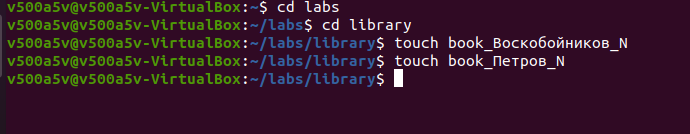 v500a5v@v500a5v-VirtualBox:~$ cd labs
v500a5v@v500a5v-VirtualBox:~/labs$ cd library
v500a5v@v500a5v-VirtualBox:~/labs/library$ touch book_Воскобойников_N
v500a5v@v500a5v-VirtualBox:~/labs/library$ touch book_Петров_N
v500a5v@v500a5v-VirtualBox:~/labs/library$